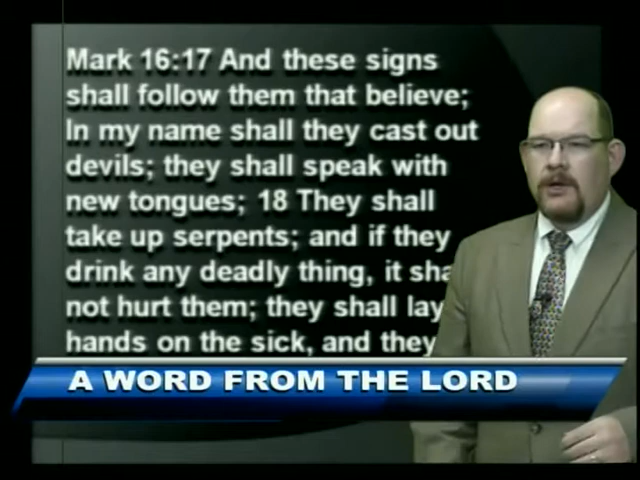 Mark 16:17 And these signs
shall follow them that believe;
In my name shall they cast out
devils; they shall speak with
new tongues; 18 They shall
take up serpents; and if they
drink any deadly thing, it sha
not hurt them; they shall lay
hands on the sick, and they
A WORD FROM THE LORD